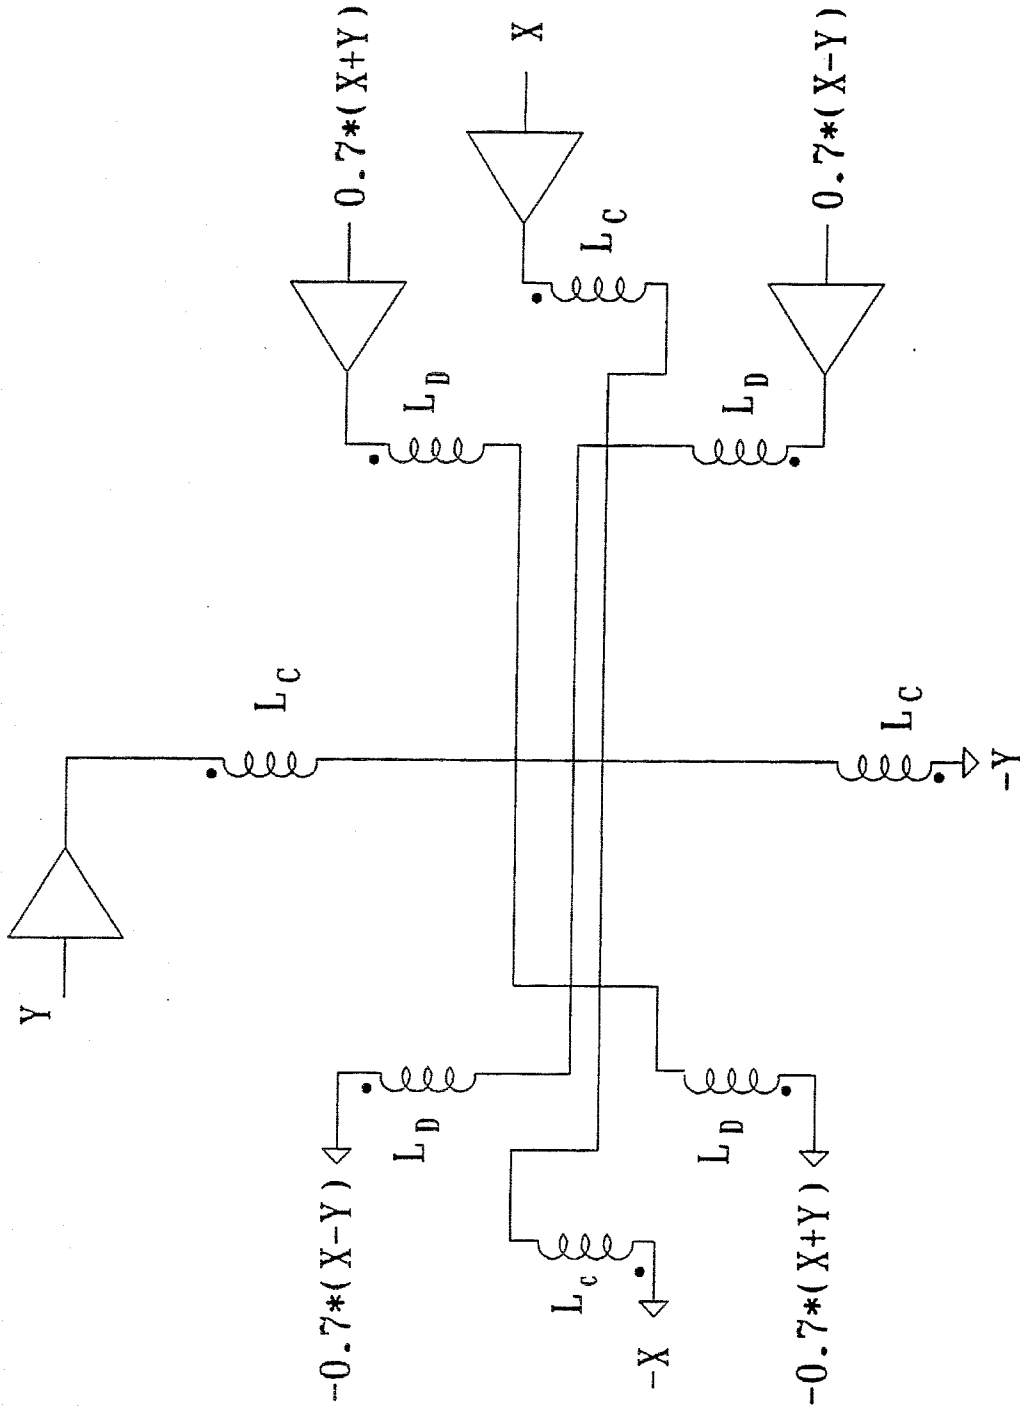 Y
L_C
-0.7*(X-Y)
0.7*(X+Y)
L_D
L_D
X
L_C
L_C
-X
L_D
L_D
-0.7*(X+Y)
0.7*(X-Y)
L_C
-Y